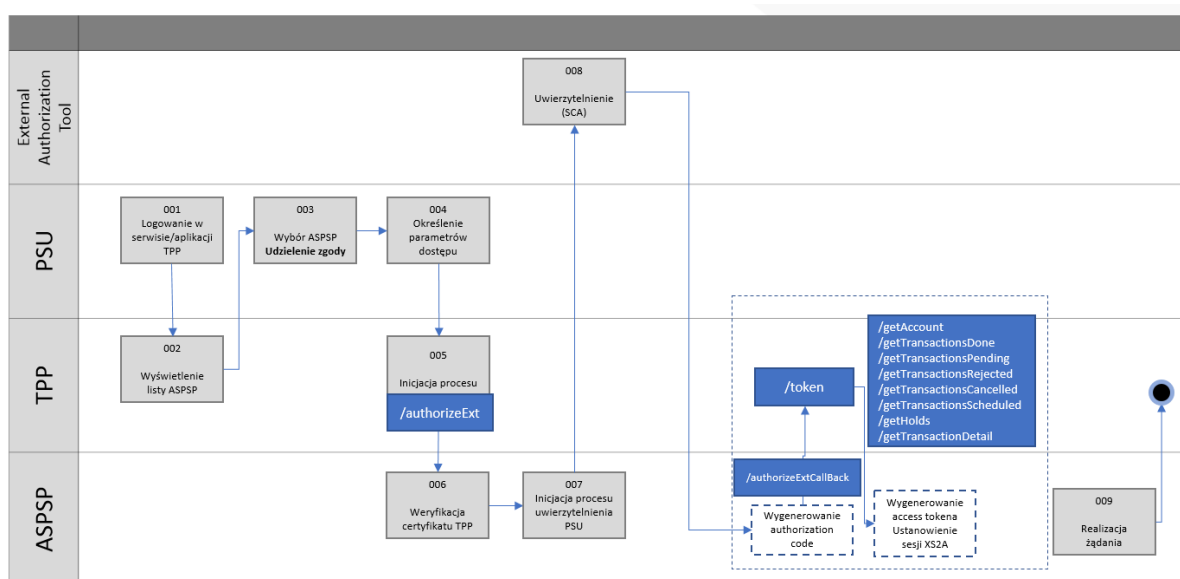 External
Authorization
Tool
008
Uwierzytelnienie
(SCA)
PSU
001
Logowanie w
serwisie/aplikacji
TPP
003
Wybór ASPSP
Udzielenie zgody
004
Określenie
parametrów
dostępu
TPP
002
Wyświetlenie
listy ASPSP
005
Inicjacja procesu
/authorizeExt
/token
/getAccount
/getTransactionsDone
/getTransactionsPending
/getTransactionsRejected
/getTransactionsCancelled
/getTransactionsScheduled
/getHolds
/getTransactionDetail
ASPSP
006
Weryfikacja
certyfikatu TPP
007
Inicjacja procesu
uwierzytelnienia
PSU
/authorizeExtCallBack
Wygenerowanie
authorization
code
Wygenerowanie
access tokena
Ustanowienie
sesji XS2A
009
Realizacja
żądania